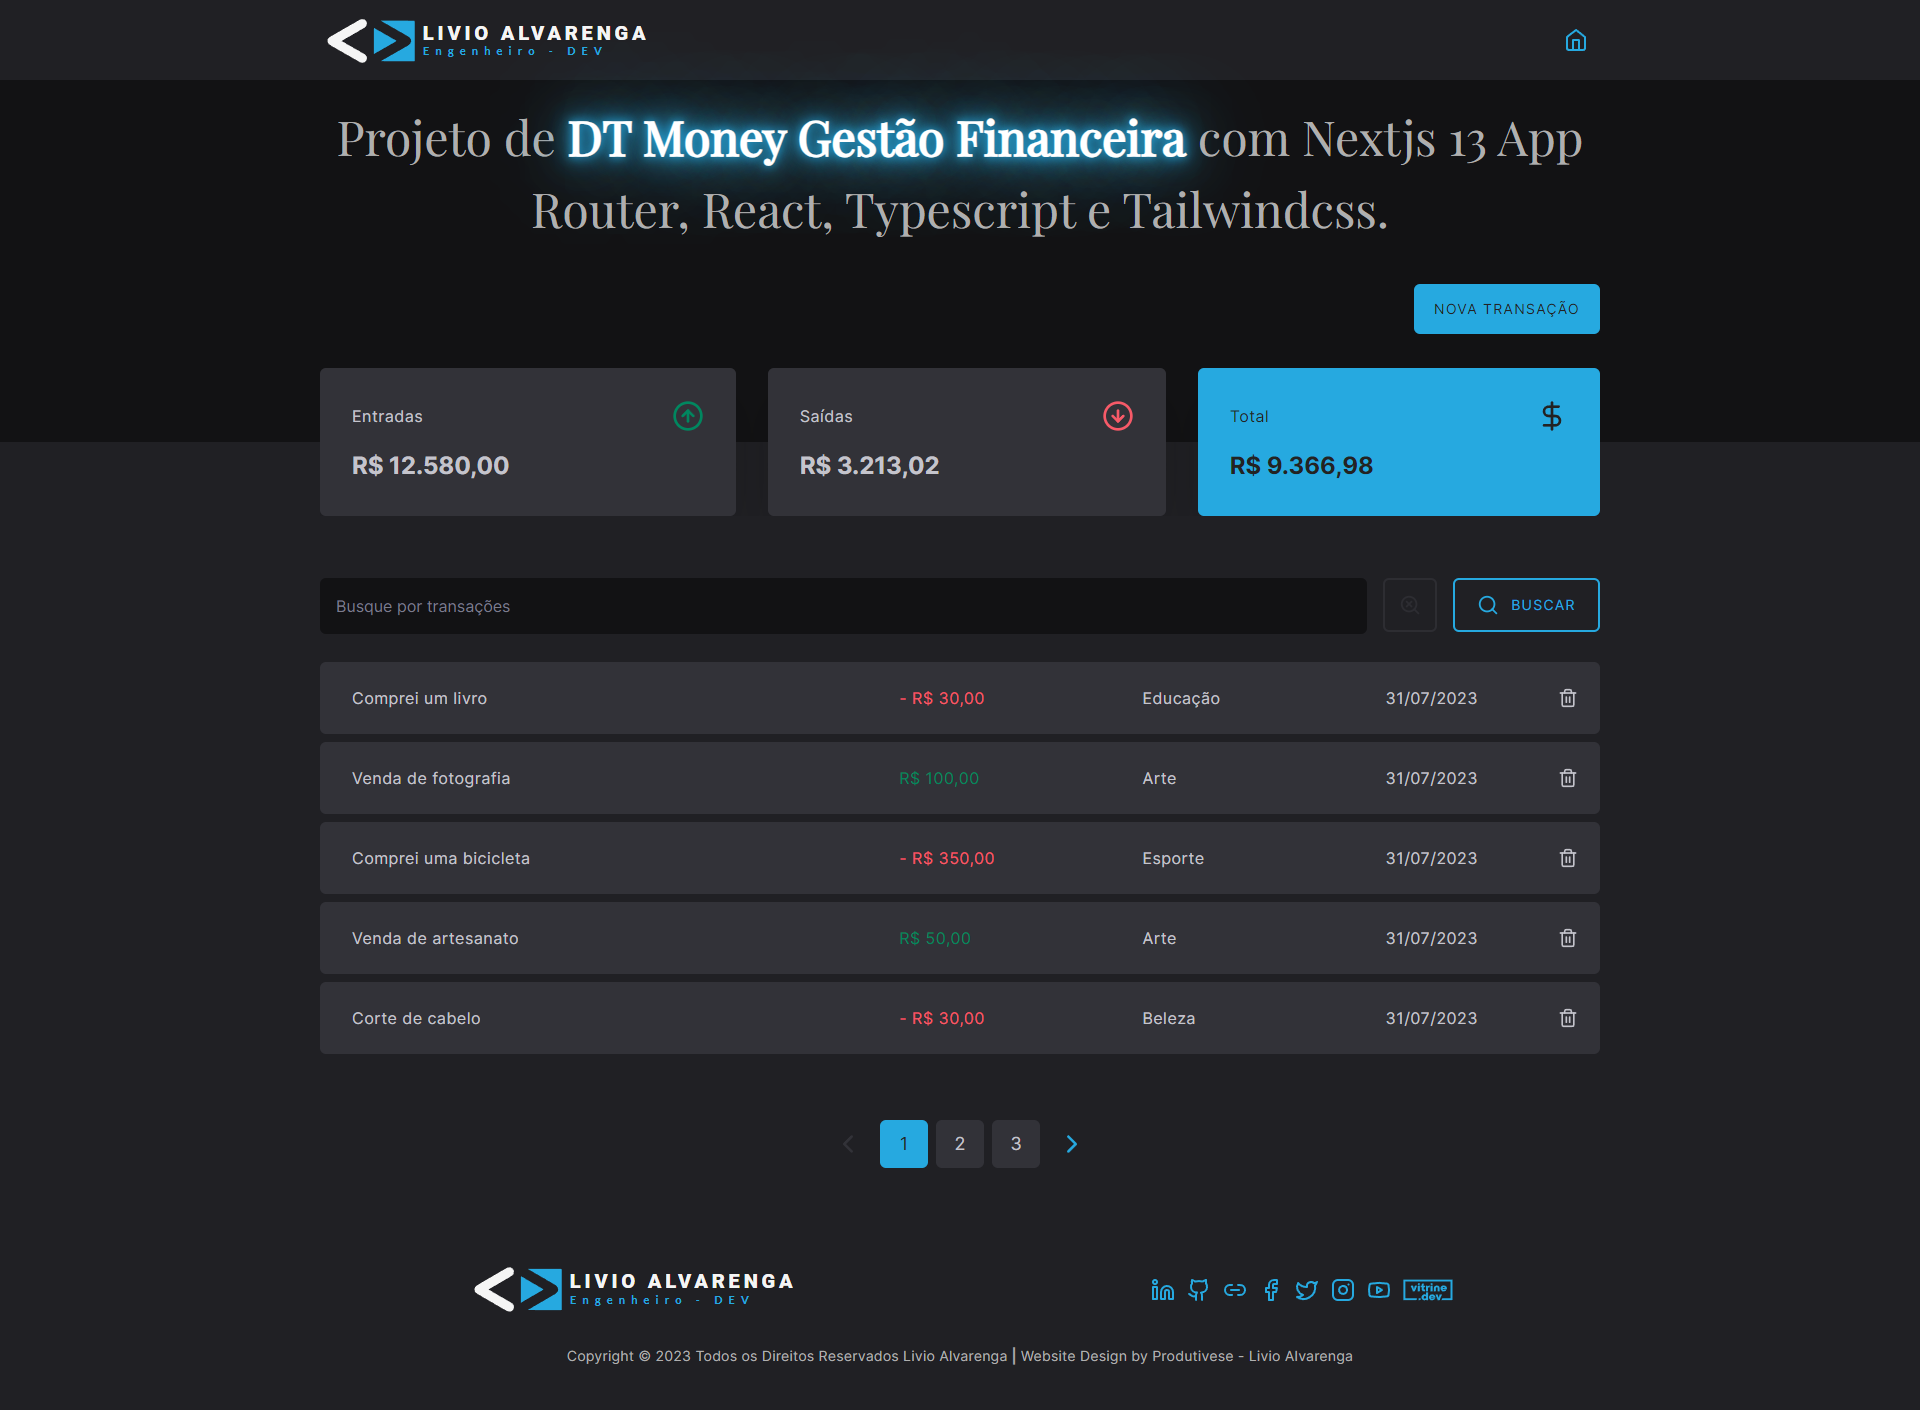 LIVIO ALVARENGA
Engenheiro - DEV
Projeto de DT Money Gestão Financeira com Nextjs 13 App
Router, React, Typescript e Tailwindcss.
NOVA TRANSAÇÃO
Entradas
R$ 12.580,00
Saídas
R$ 3.213,02
Total
R$ 9.366,98
Busque por transações
BUSCAR
Comprei um livro - R$ 30,00 Educação 31/07/2023
Venda de fotografia R$ 100,00 Arte 31/07/2023
Comprei uma bicicleta - R$ 350,00 Esporte 31/07/2023
Venda de artesanato R$ 50,00 Arte 31/07/2023
Corte de cabelo - R$ 30,00 Beleza 31/07/2023
1 2 3
LIVIO ALVARENGA
Engenheiro - DEV
vitrine
.dev
Copyright © 2023 Todos os Direitos Reservados Livio Alvarenga | Website Design by Produtivese - Livio Alvarenga